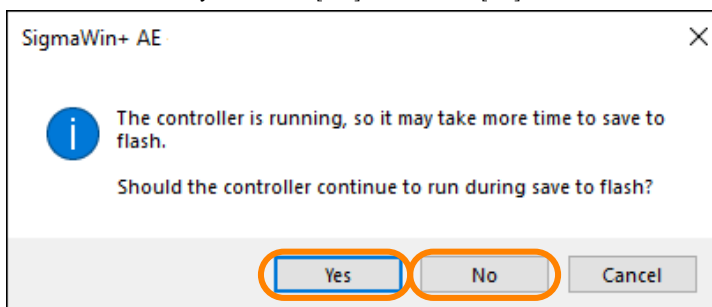 SigmaWin+ AE
The controller is running, so it may take more time to save to
flash.
Should the controller continue to run during save to flash?
Yes
No
Cancel